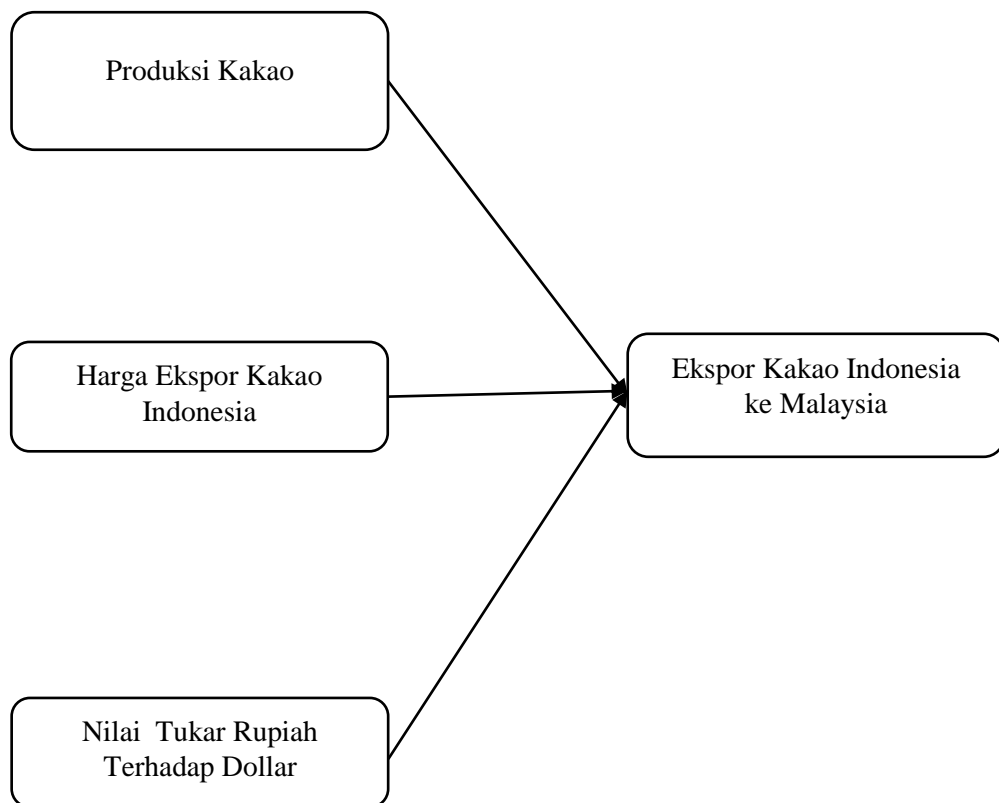 Produksi Kakao
Harga Ekspor Kakao
Indonesia
Ekspor Kakao Indonesia
ke Malaysia
Nilai  Tukar Rupiah
Terhadap Dollar